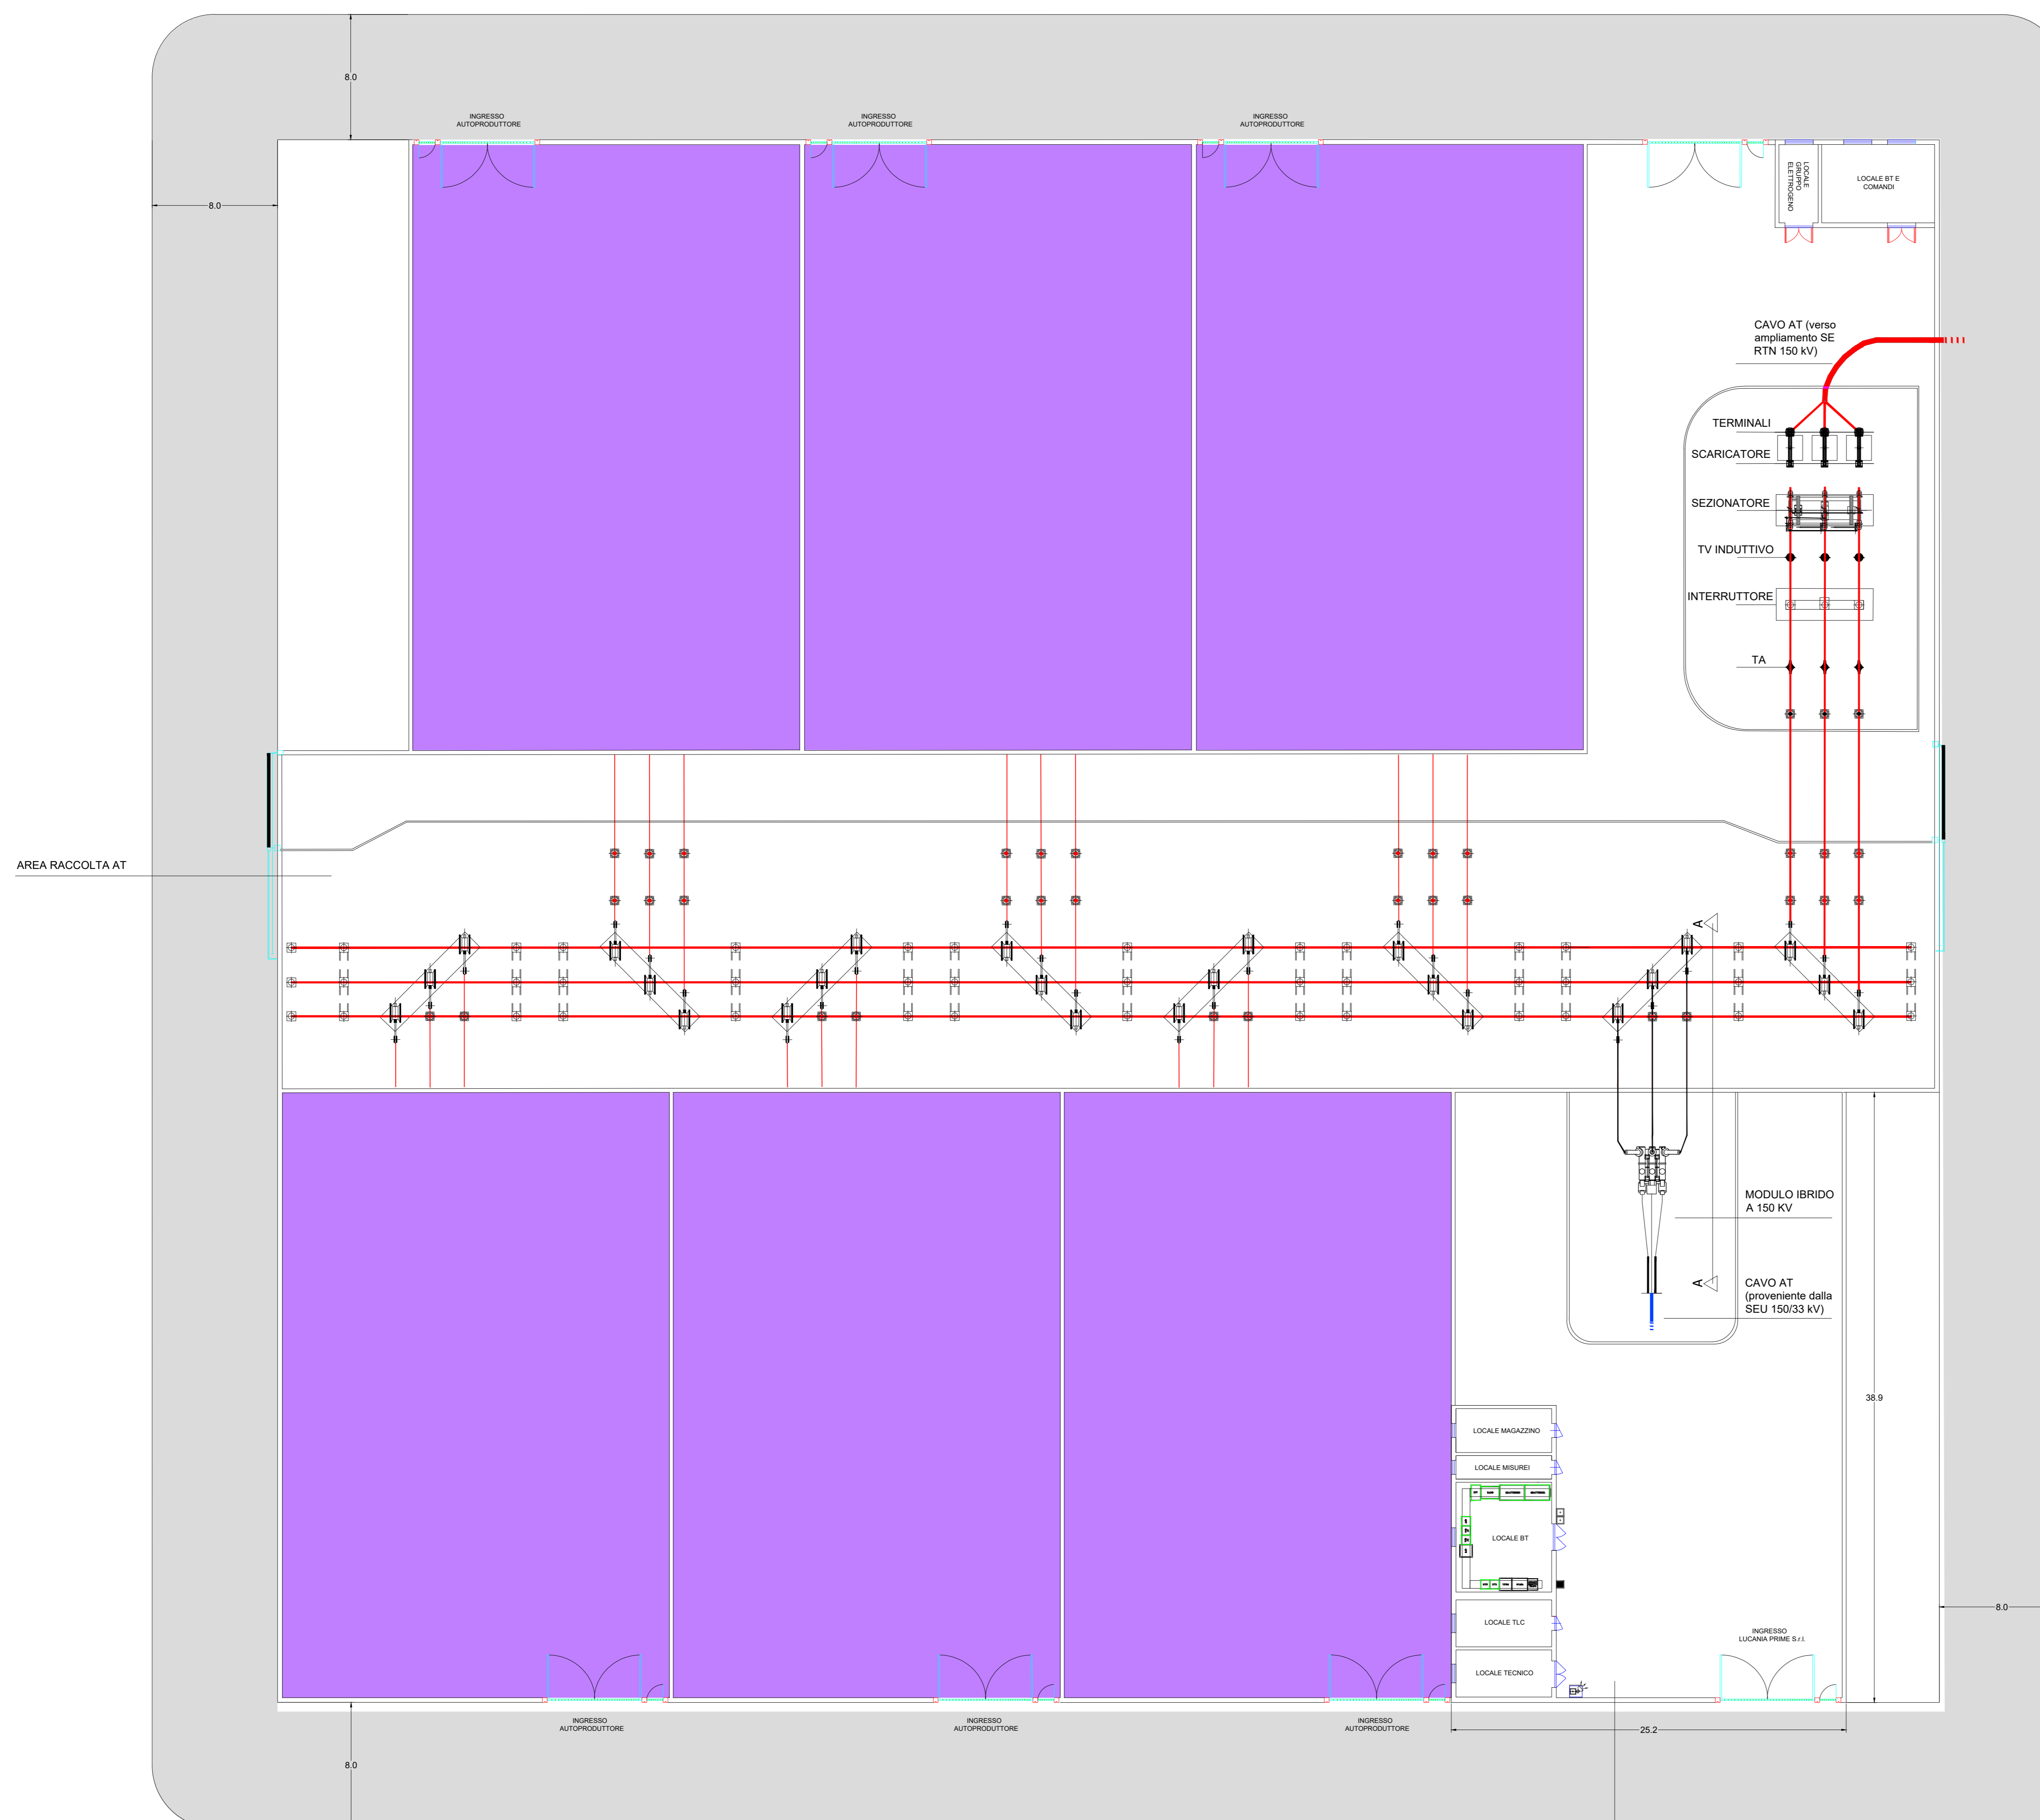 8.0
INGRESSO
AUTOPRODUTTORE
INGRESSO
AUTOPRODUTTORE
INGRESSO
AUTOPRODUTTORE
LOCALE
GRUPPO
ELETTROGENO
LOCALE BT E
COMANDI
8.0
CAVO AT (verso
ampliamento SE
RTN 150 kV)
TERMINALI
SCARICATORE
SEZIONATORE
TV INDUTTIVO
INTERRUTTORE
TA
AREA RACCOLTA AT
A
MODULO IBRIDO
A 150 KV
A
CAVO AT
(proveniente dalla
SEU 150/33 kV)
38.9
LOCALE MAGAZZINO
LOCALE MISUREI
LOCALE BT
LOCALE TLC
LOCALE TECNICO
8.0
INGRESSO
LUCANIA PRIME S.r.l.
INGRESSO
AUTOPRODUTTORE
INGRESSO
AUTOPRODUTTORE
INGRESSO
AUTOPRODUTTORE
25.2
8.0